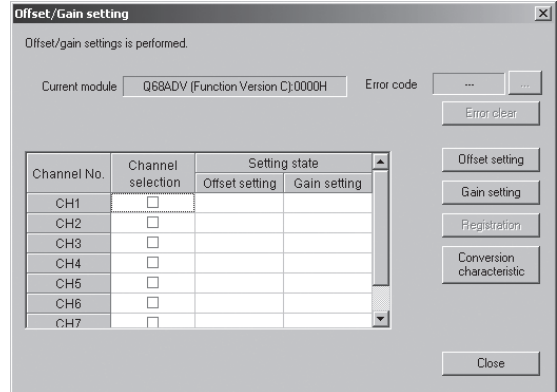 Offset/Gain setting
Offset/gain settings is performed.
Current module Q68ADV (Function Version C):0000H Error code --- ...
Error clear
Channel No. Channel selection Setting state
Offset setting Gain setting
CH1
CH2
CH3
CH4
CH5
CH6
CH7
Offset setting
Gain setting
Registration
Conversion
characteristic
Close